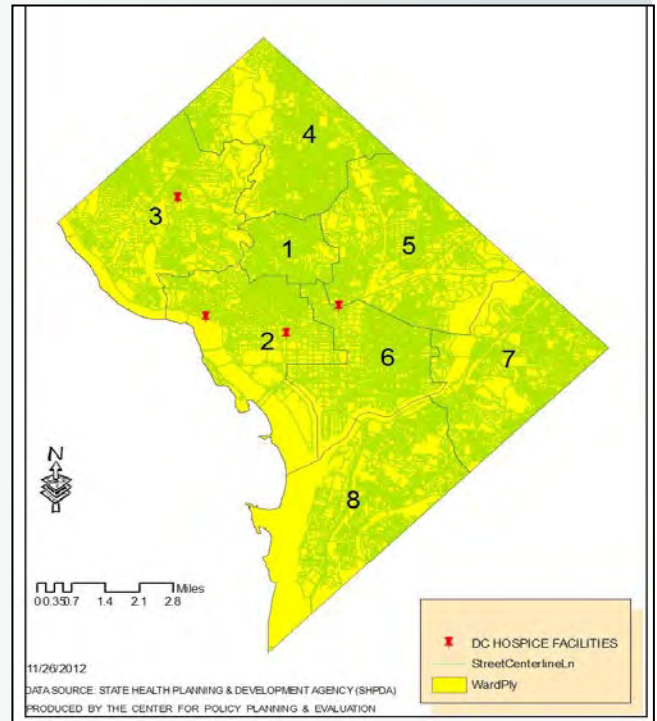 4
3
1
5
2
6
7
8
N
Miles
0 0.35 0.7 1.4 2.1 2.8
DC HOSPICE FACILITIES
StreetCenterlineLn
WardPly
11/26/2012
DATA SOURCE: STATE HEALTH PLANNING & DEVELOPMENT AGENCY (SHPDA)
PRODUCED BY THE CENTER FOR POLICY PLANNING & EVALUATION